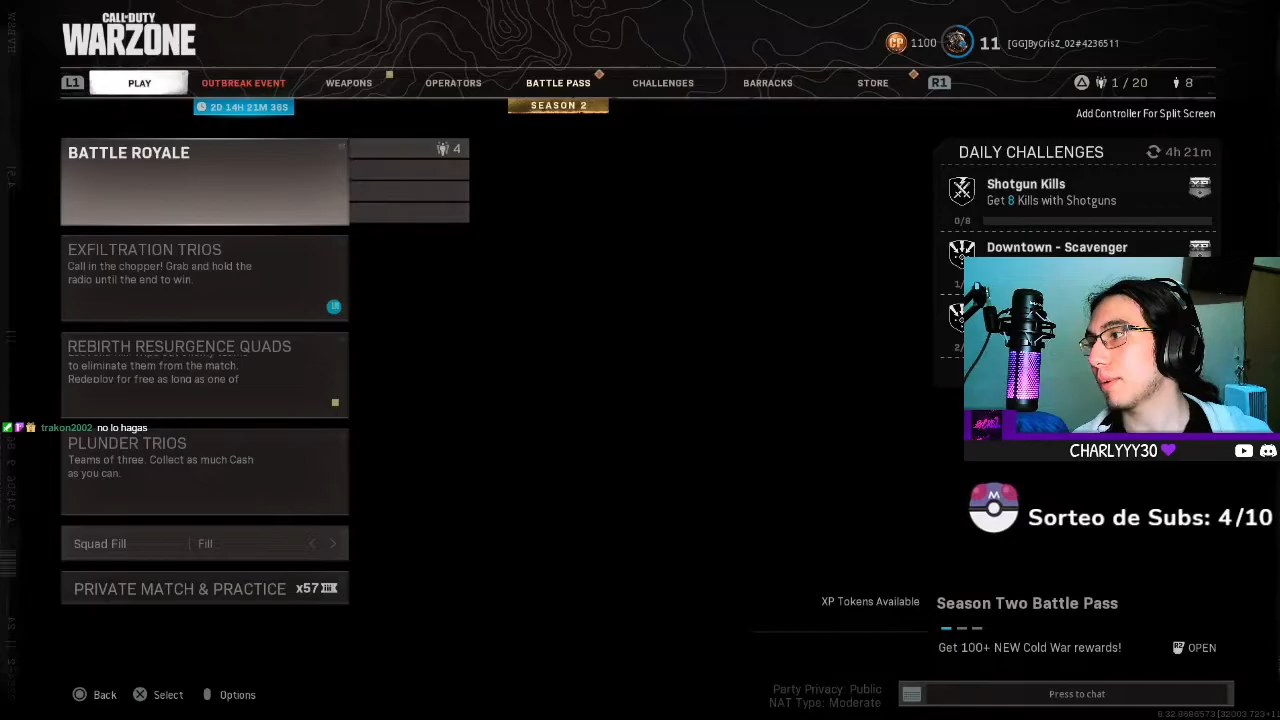 CALL OF DUTY
WARZONE
CP 1100 11 [GG]ByCrisZ_02#4236511
L1 PLAY OUTBREAK EVENT WEAPONS OPERATORS BATTLE PASS CHALLENGES BARRACKS STORE R1 1 / 20 8
2D 14H 21M 36S
SEASON 2
Add Controller For Split Screen
BATTLE ROYALE
4
EXFILTRATION TRIOS
Call in the chopper! Grab and hold the
radio until the end to win.
REBIRTH RESURGENCE QUADS
to eliminate them from the match.
Redeploy for free as long as one of
trakon2002 no lo hagas
PLUNDER TRIOS
Teams of three. Collect as much Cash
as you can.
Squad Fill Fill
PRIVATE MATCH & PRACTICE x57
DAILY CHALLENGES 4h 21m
Shotgun Kills
Get 8 Kills with Shotguns
0/8
Downtown - Scavenger
1/
2/
CHARLYYY30
M
Sorteo de Subs: 4/10
XP Tokens Available
Season Two Battle Pass
Get 100+ NEW Cold War rewards!
R2 OPEN
Back Select Options
Party Privacy: Public
NAT Type: Moderate
Press to chat